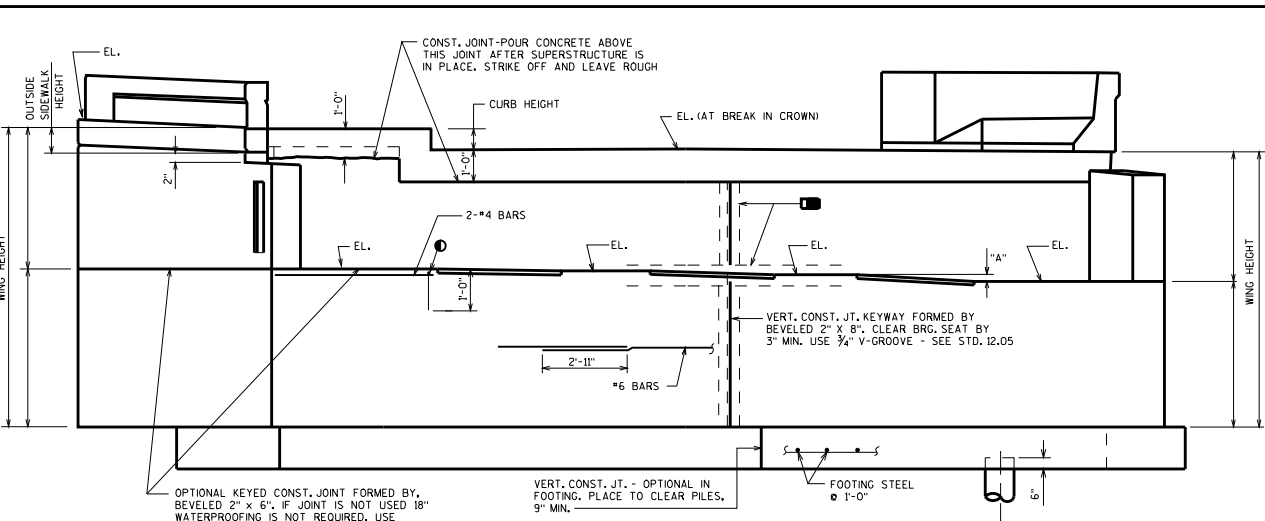 EL.
CONST. JOINT-POUR CONCRETE ABOVE
THIS JOINT AFTER SUPERSTRUCTURE IS
IN PLACE. STRIKE OFF AND LEAVE ROUGH
OUTSIDE
SIDEWALK
HEIGHT
1'-0"
CURB HEIGHT
EL. (AT BREAK IN CROWN)
2"
1'-0"
2-#4 BARS
EL.
EL.
EL.
EL.
"A"
WING HEIGHT
WING HEIGHT
1'-0"
VERT. CONST. JT. KEYWAY FORMED BY
BEVELED 2" X 8". CLEAR BRG. SEAT BY
3" MIN. USE 3/4" V-GROOVE - SEE STD. 12.05
2'-11"
#6 BARS
OPTIONAL KEYED CONST. JOINT FORMED BY,
BEVELED 2" x 6". IF JOINT IS NOT USED 18"
WATERPROOFING IS NOT REQUIRED. USE
VERT. CONST. JT. - OPTIONAL IN
FOOTING. PLACE TO CLEAR PILES,
9" MIN.
FOOTING STEEL
@ 1'-0"
6"